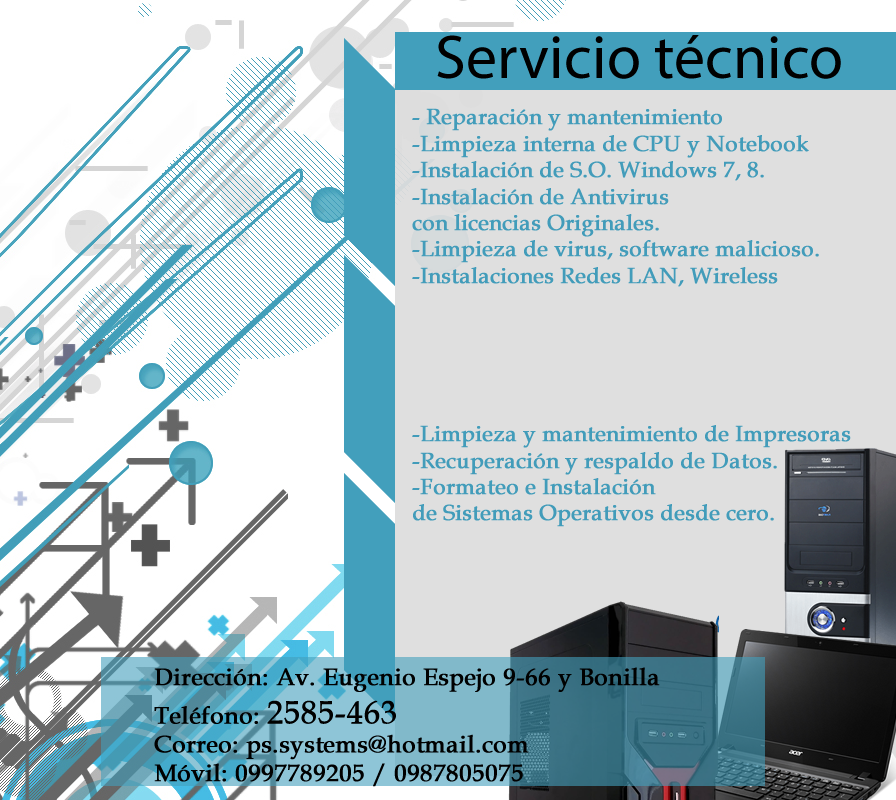 Servicio técnico
- Reparación y mantenimiento
-Limpieza interna de CPU y Notebook
-Instalación de S.O. Windows 7, 8.
-Instalación de Antivirus
con licencias Originales.
-Limpieza de virus, software malicioso.
-Instalaciones Redes LAN, Wireless
-Limpieza y mantenimiento de Impresoras
-Recuperación y respaldo de Datos.
-Formateo e Instalación
de Sistemas Operativos desde cero.
Dirección: Av. Eugenio Espejo 9-66 y Bonilla
Teléfono: 2585-463
Correo: ps.systems@hotmail.com
Móvil: 0997789205 / 0987805075
acer